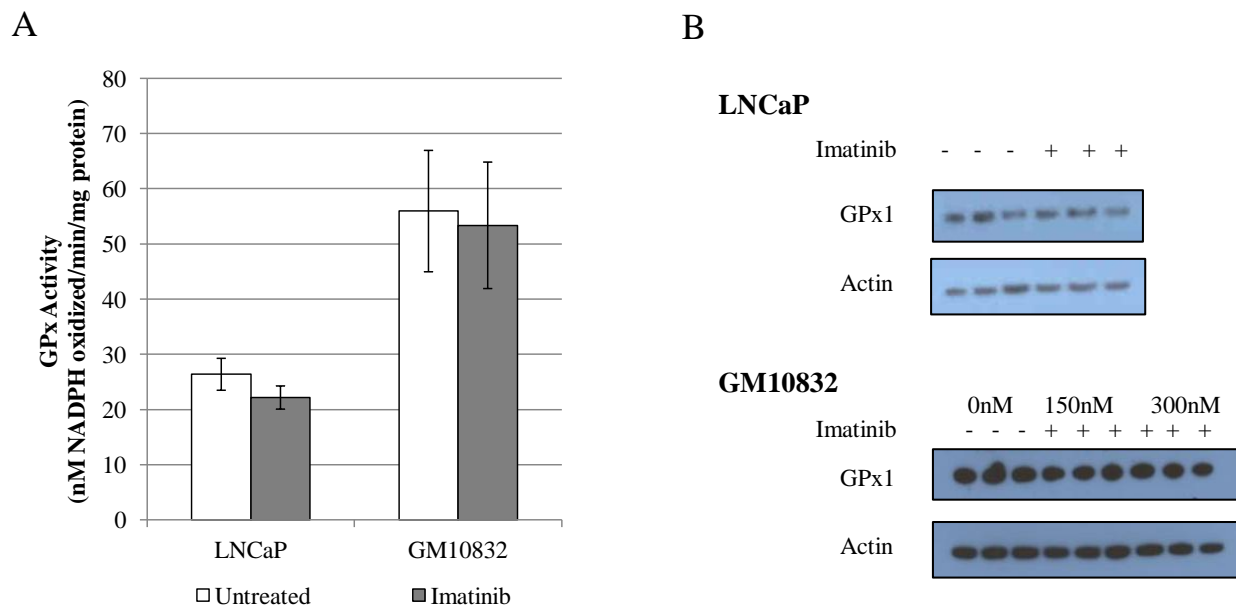 A
80
70
60
50
40
30
20
10
0
GPx Activity
(nM NADPH oxidized/min/mg protein)
LNCaP GM10832
Untreated Imatinib
B
LNCaP
Imatinib - - - + + +
GPx1
Actin
GM10832
0nM 150nM 300nM
Imatinib - - - + + + + + +
GPx1
Actin